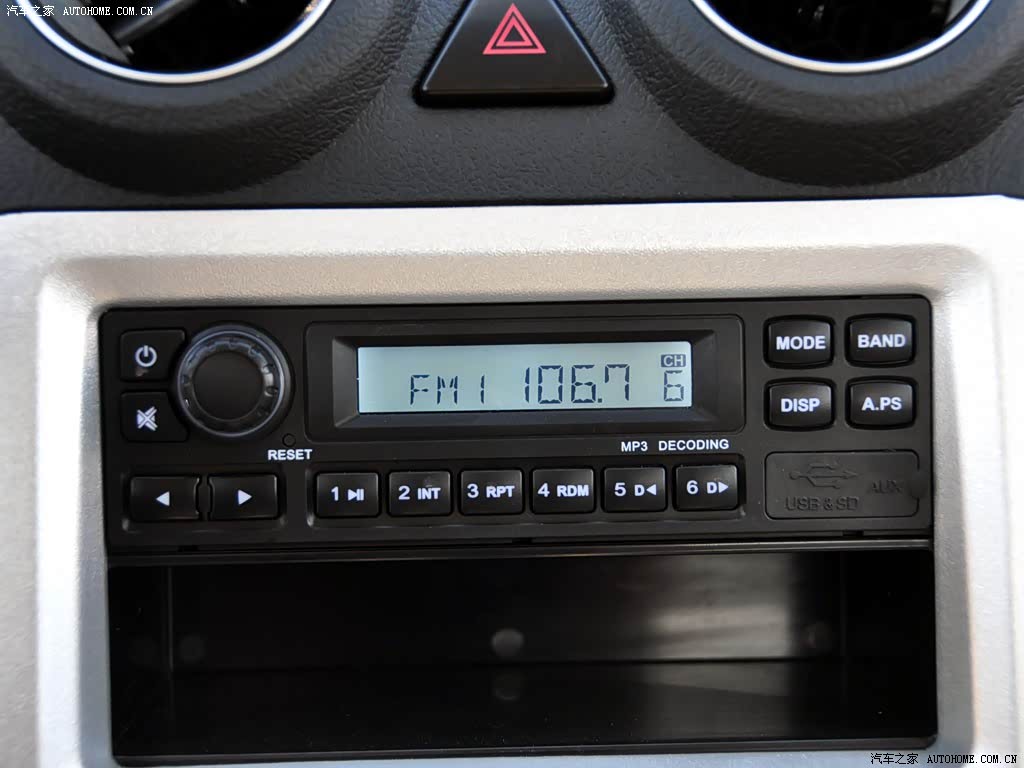 汽车之家 AUTOHOME.COM.CN
FM1 106.7 CH 6
MODE BAND
DISP A.PS
RESET
MP3 DECODING
1 2 INT 3 RPT 4 RDM 5 D 6 D
USB & SD AUX
汽车之家 AUTOHOME.COM.CN